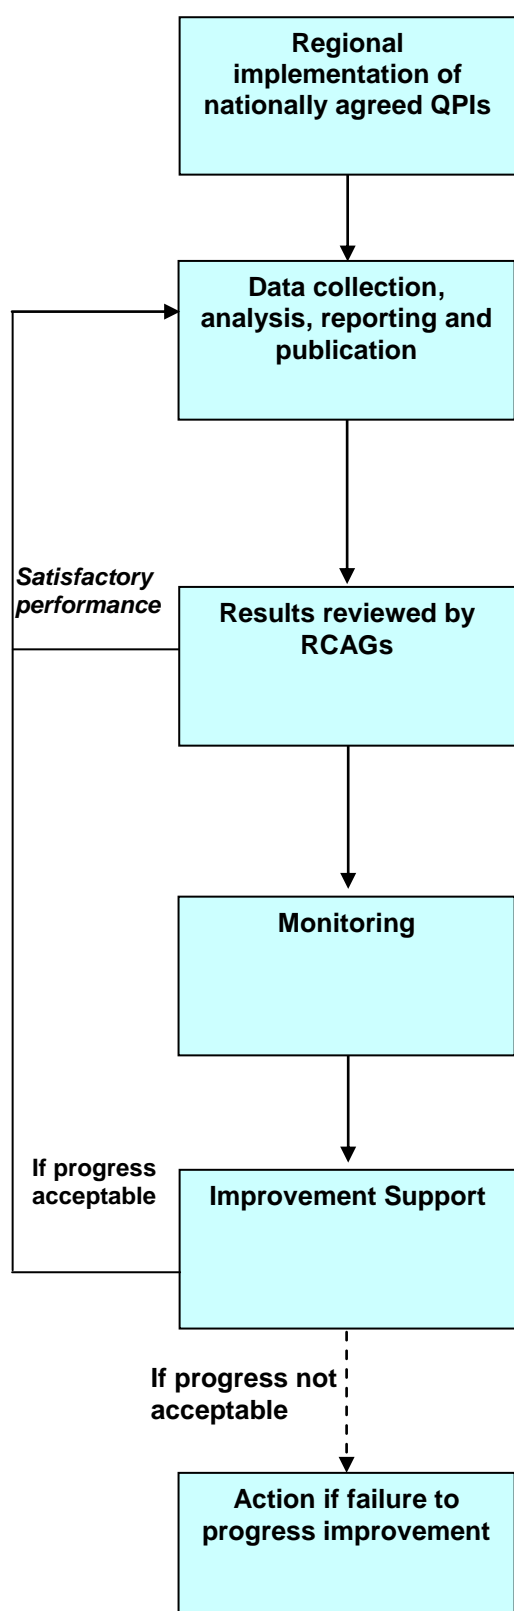 Regional
implementation of
nationally agreed QPIs
Data collection,
analysis, reporting and
publication
Satisfactory
performance
Results reviewed by
RCAGs
Monitoring
If progress
acceptable
Improvement Support
If progress not
acceptable
Action if failure to
progress improvement